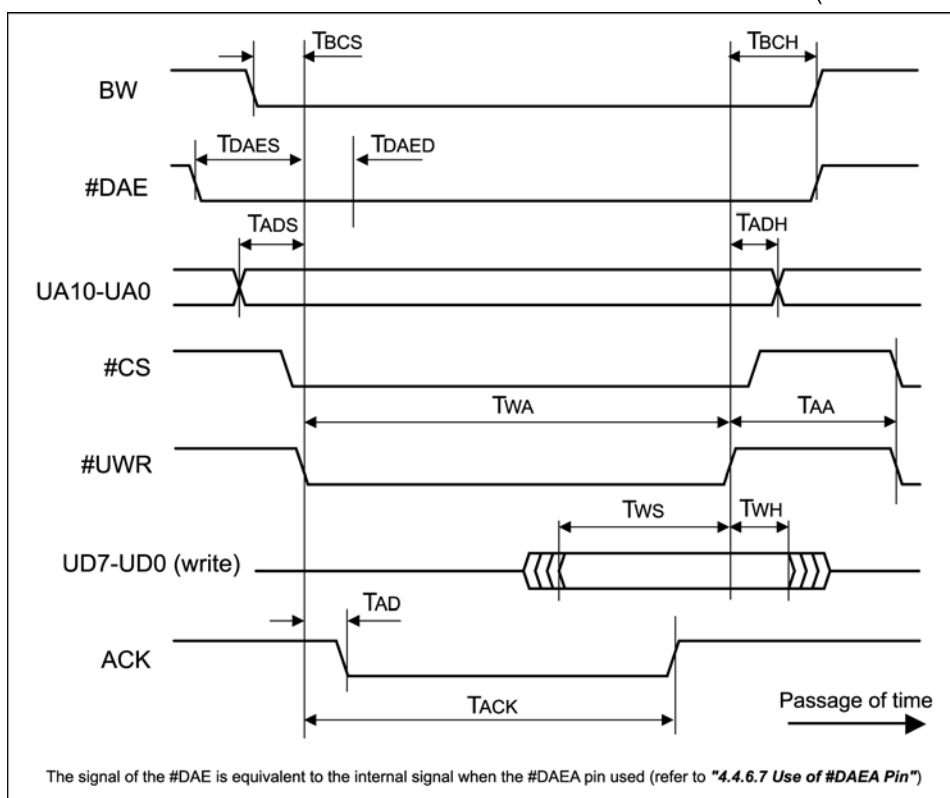 TBCS
TBCH
BW
TDAES
TDAED
#DAE
TADS
TADH
UA10-UA0
#CS
TWA
TAA
#UWR
TWS
TWH
UD7-UD0 (write)
TAD
ACK
TACK
Passage of time
The signal of the #DAE is equivalent to the internal signal when the #DAEA pin used (refer to "4.4.6.7 Use of #DAEA Pin")